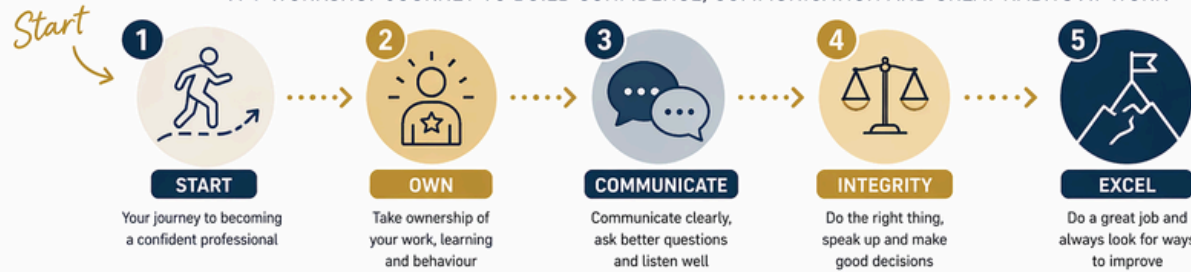 Start
1
2
3
4
5
START
OWN
COMMUNICATE
INTEGRITY
EXCEL
Your journey to becoming
a confident professional
Take ownership of
your work, learning
and behaviour
Communicate clearly,
ask better questions
and listen well
Do the right thing,
speak up and make
good decisions
Do a great job and
always look for ways
to improve